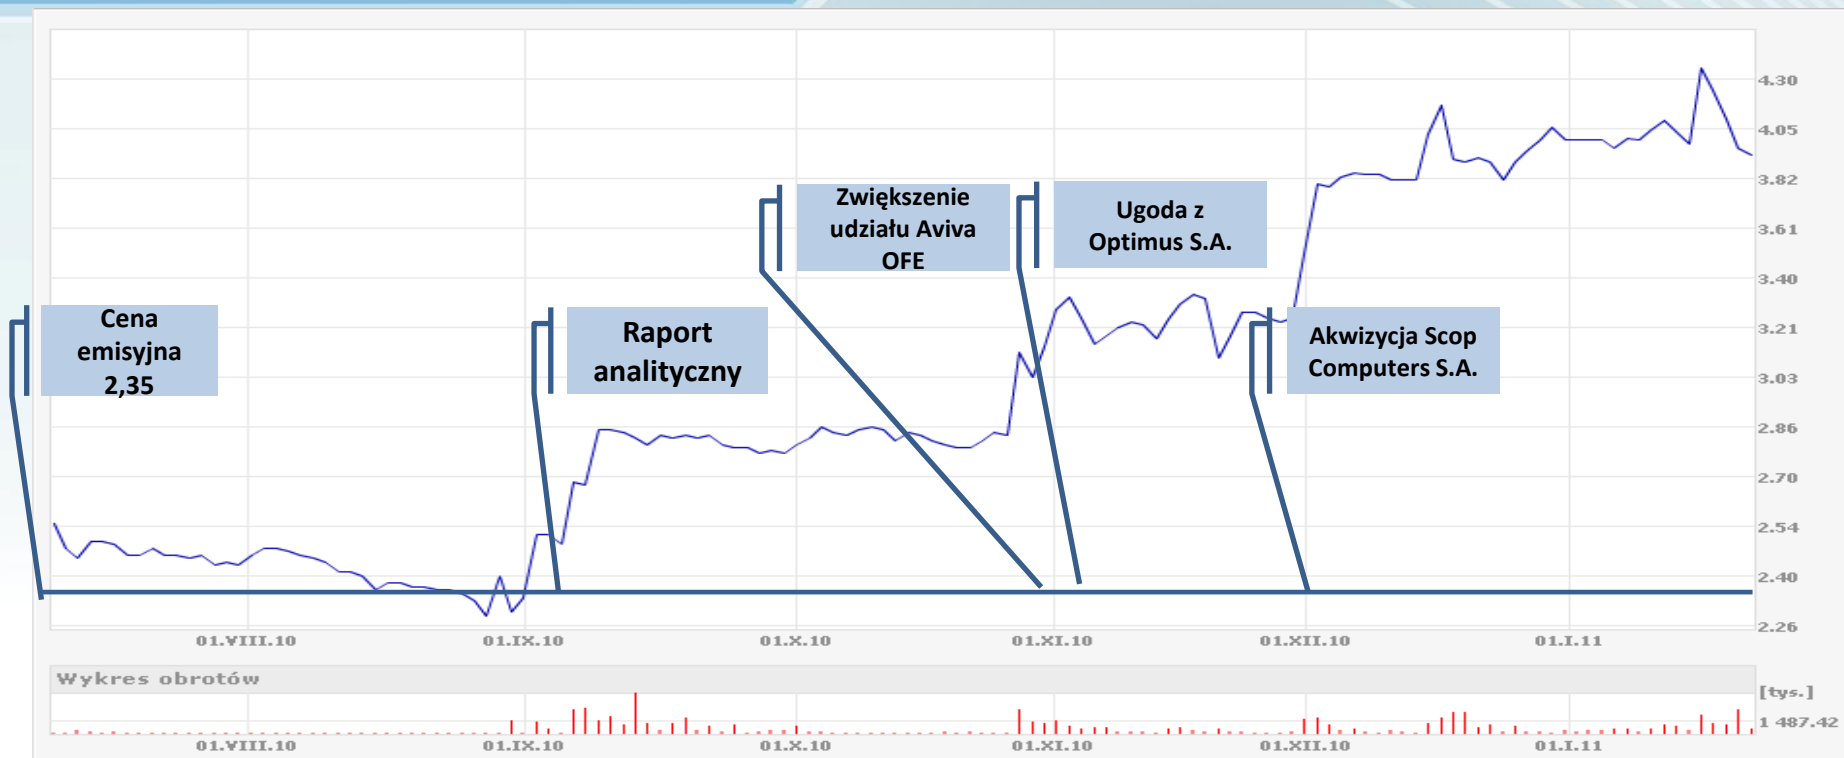 4.30
4.05
3.82
3.61
3.40
3.21
3.03
2.86
2.70
2.54
2.40
2.26
Zwiększenie
udziału Aviva
OFE
Ugoda z
Optimus S.A.
Cena
emisyjna
2,35
Raport
analityczny
Akwizycja Scop
Computers S.A.
01.VIII.10
01.IX.10
01.X.10
01.XI.10
01.XII.10
01.I.11
Wykres obrotów
[tys.]
1 487.42
01.VIII.10
01.IX.10
01.X.10
01.XI.10
01.XII.10
01.I.11